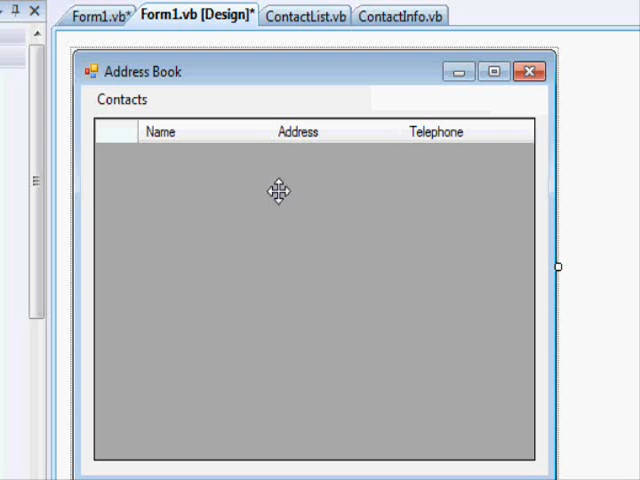 Form1.vb* Form1.vb [Design]* ContactList.vb ContactInfo.vb
Address Book
Contacts
Name Address Telephone